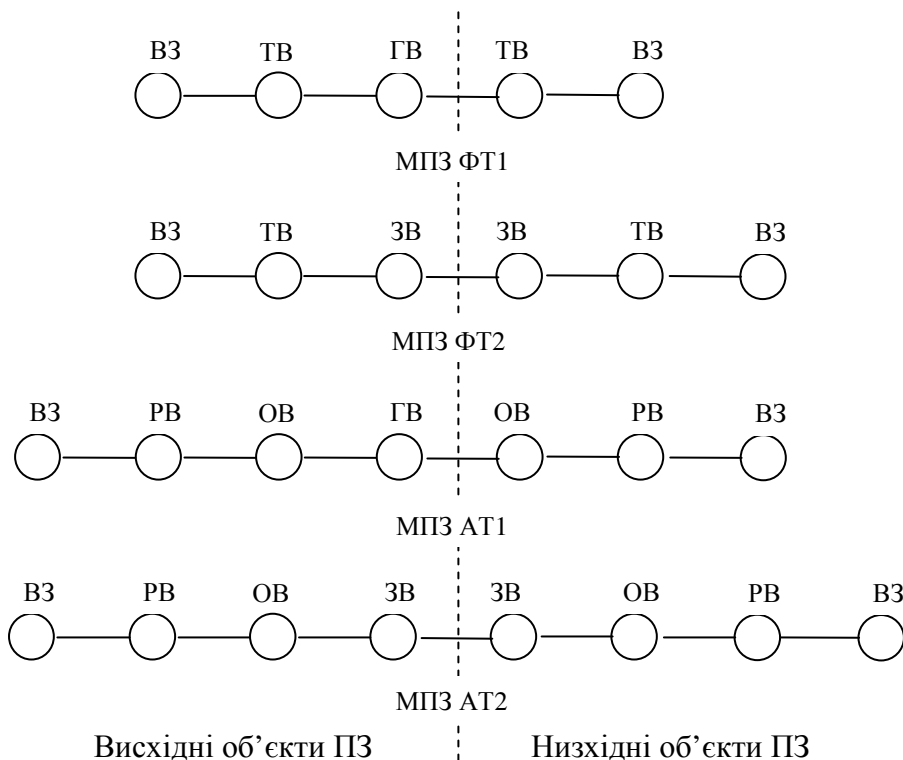 ВЗ ТВ ГВ ТВ ВЗ
МПЗ ФТ1
ВЗ ТВ ЗВ ЗВ ТВ ВЗ
МПЗ ФТ2
ВЗ РВ ОВ ГВ ОВ РВ ВЗ
МПЗ АТ1
ВЗ РВ ОВ ЗВ ЗВ ОВ РВ ВЗ
МПЗ АТ2
Висхідні об’єкти ПЗ Низхідні об’єкти ПЗ